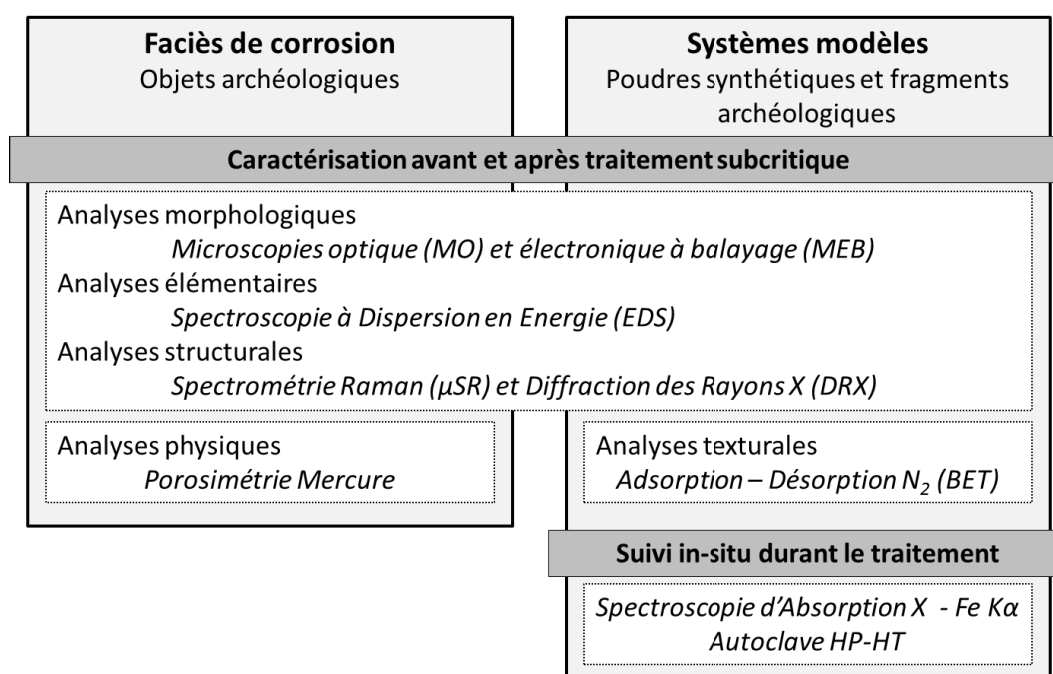 Faciès de corrosion
Objets archéologiques
Systèmes modèles
Poudres synthétiques et fragments
archéologiques
Caractérisation avant et après traitement subcritique
Analyses morphologiques
Microscopies optique (MO) et électronique à balayage (MEB)
Analyses élémentaires
Spectroscopie à Dispersion en Energie (EDS)
Analyses structurales
Spectrométrie Raman (μSR) et Diffraction des Rayons X (DRX)
Analyses physiques
Porosimétrie Mercure
Analyses texturales
Adsorption – Désorption N₂ (BET)
Suivi in-situ durant le traitement
Spectroscopie d’Absorption X - Fe Kα
Autoclave HP-HT